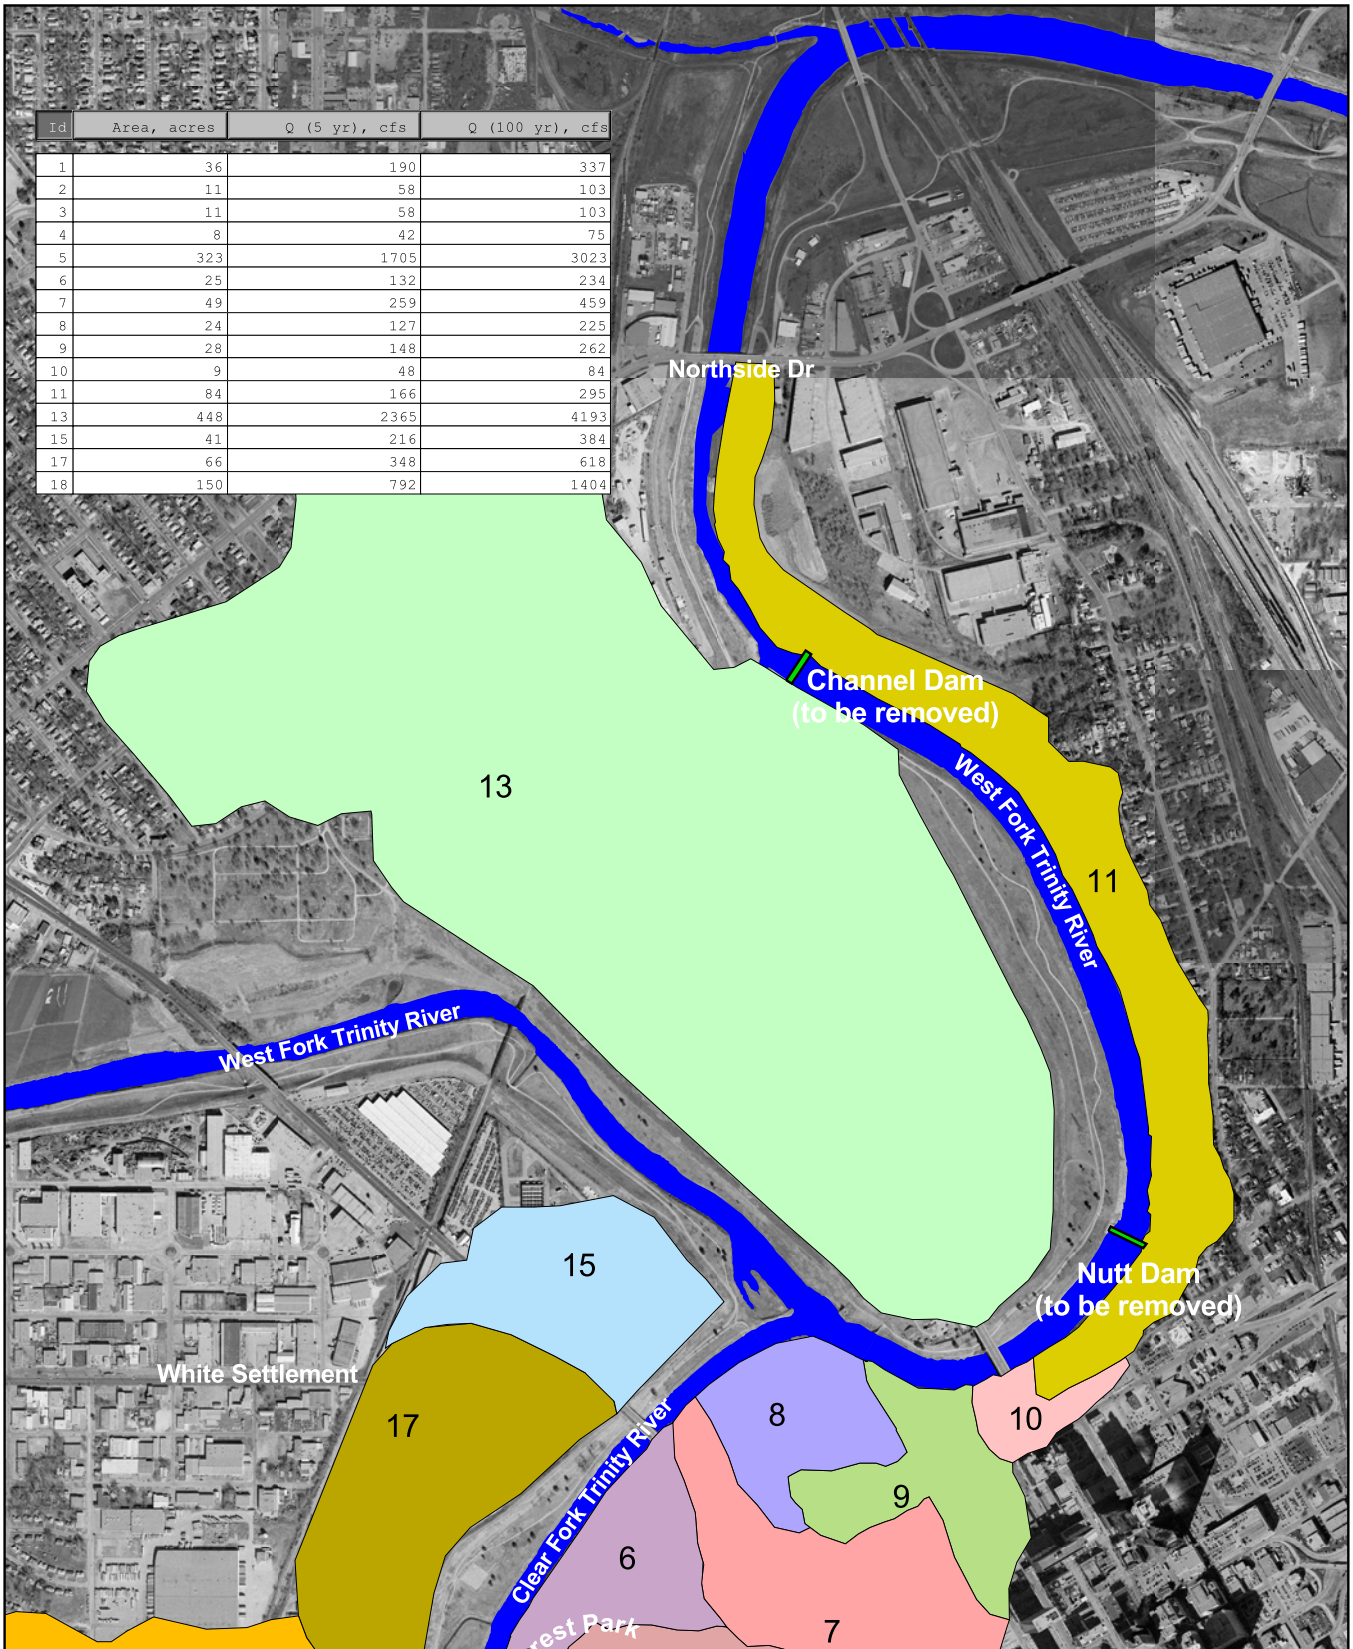 Id Area, acres Q (5 yr), cfs Q (100 yr), cfs
1 36 190 337
2 11 58 103
3 11 58 103
4 8 42 75
5 323 1705 3023
6 25 132 234
7 49 259 459
8 24 127 225
9 28 148 262
10 9 48 84
11 84 166 295
13 448 2365 4193
15 41 216 384
17 66 348 618
18 150 792 1404
Northside Dr
Channel Dam
(to be removed)
13
West Fork Trinity River
11
West Fork Trinity River
15
Nutt Dam
(to be removed)
White Settlement
17
8
10
9
Clear Fork Trinity River
6
7
rest Park